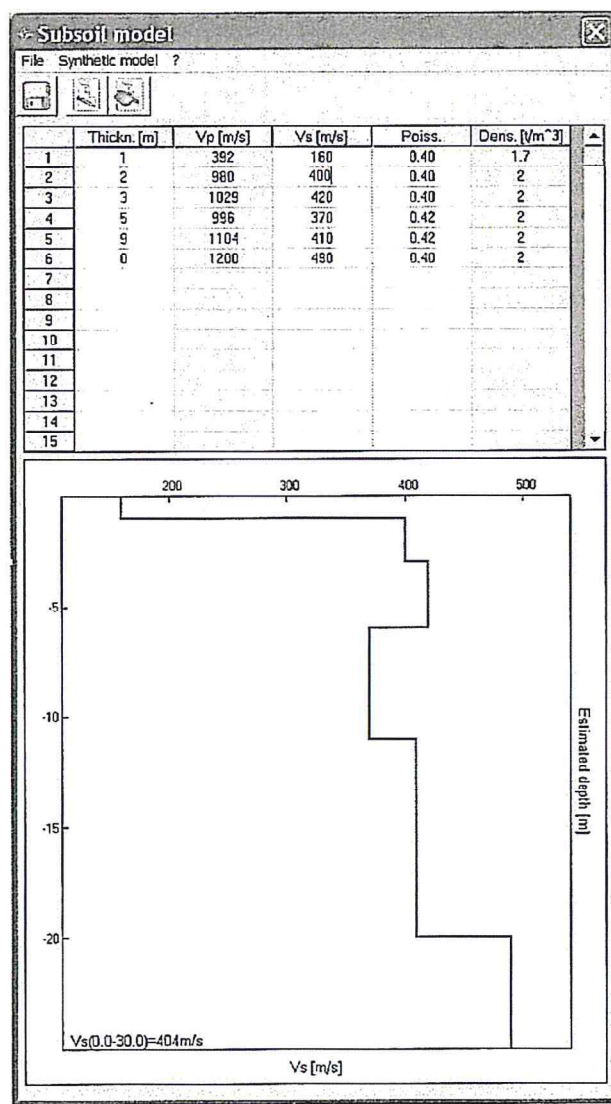 Subsoil model
File Synthetic model ?
Thickn. [m] Vp [m/s] Vs [m/s] Poiss. Dens. [t/m^3]
1 1 392 160 0.40 1.7
2 2 980 400 0.40 2
3 3 1029 420 0.40 2
4 5 996 370 0.42 2
5 9 1104 410 0.42 2
6 0 1200 490 0.40 2
7
8
9
10
11
12
13
14
15
200 300 400 500
-5
-10
-15
-20
Estimated depth [m]
Vs(0.0-30.0)=404m/s
Vs [m/s]